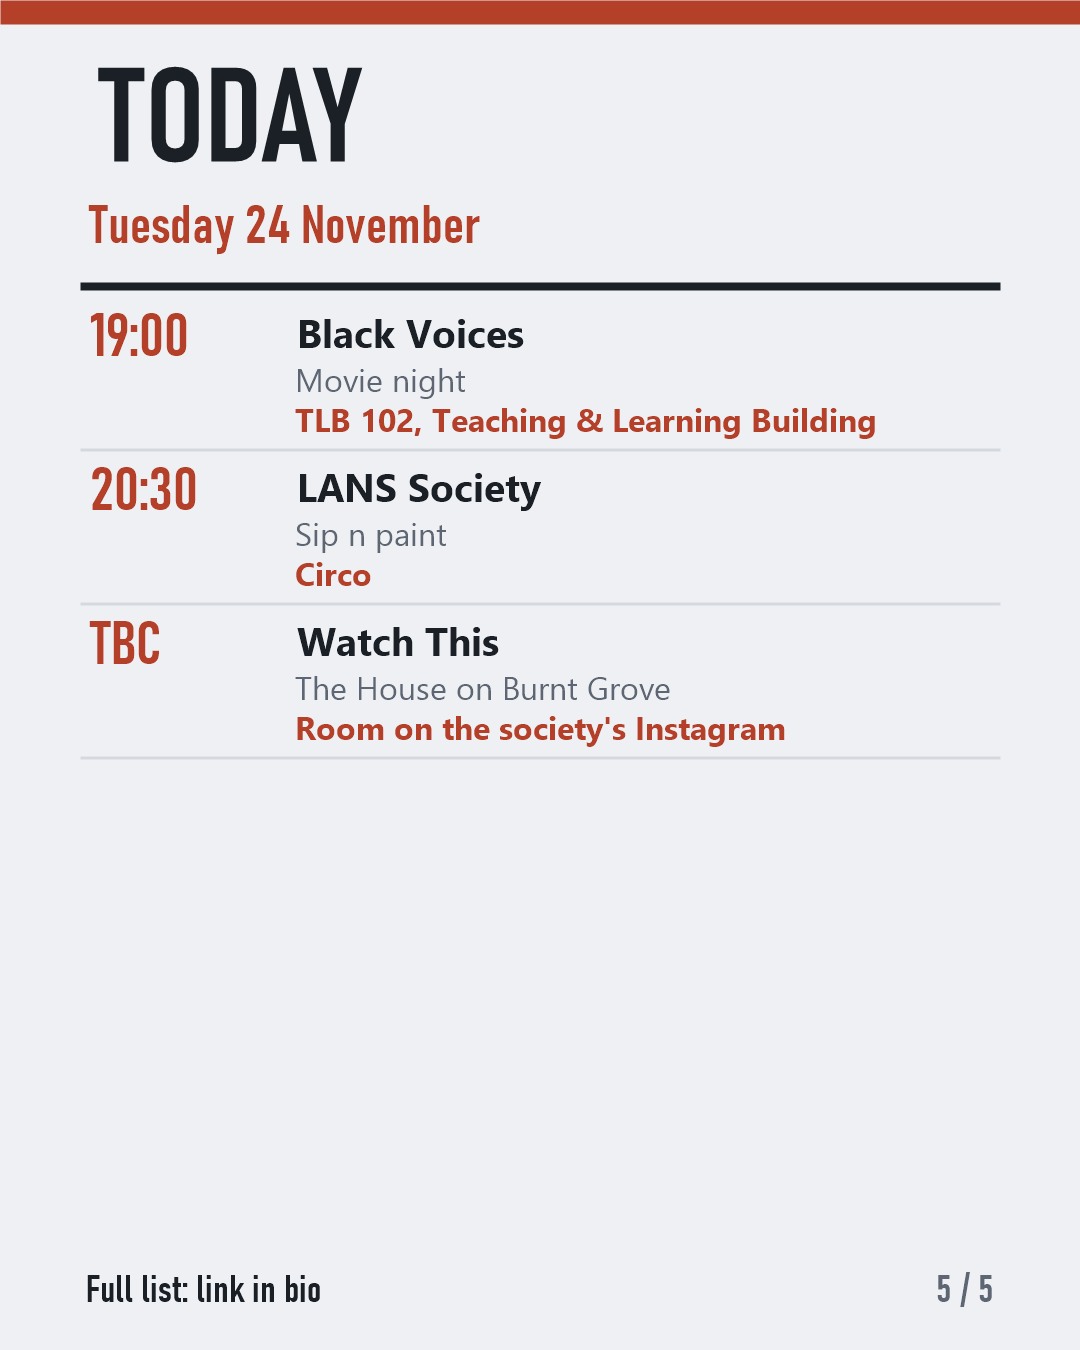 TODAY
Tuesday 24 November
19:00
Black Voices
Movie night
TLB 102, Teaching & Learning Building
20:30
LANS Society
Sip n paint
Circo
TBC
Watch This
The House on Burnt Grove
Room on the society's Instagram
Full list: link in bio
5 / 5